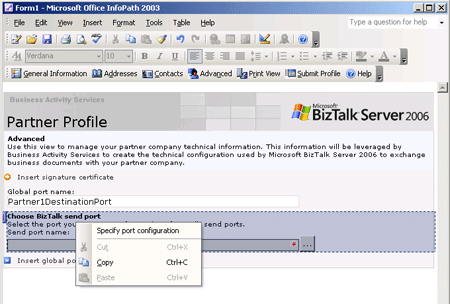 Form1 - Microsoft Office InfoPath 2003
File Edit View Insert Format Tools Table Help
Type a question for help
Verdana 10 B I U
General Information Addresses Contacts Advanced Print View Submit Profile Help
Business Activity Services
Partner Profile
Microsoft
BizTalk Server 2006
Advanced
Use this view to manage your partner company technical information. This information will be leveraged by
Business Activity Services to create the technical configuration used by Microsoft BizTalk Server 2006 to exchange
business documents with your partner company.
Insert signature certificate
Global port name:
Partner1DestinationPort
Choose BizTalk send port
Select the port you send ports.
Send port name:
Specify port configuration
Cut Ctrl+X
Copy Ctrl+C
Paste Ctrl+V
...
Insert global po